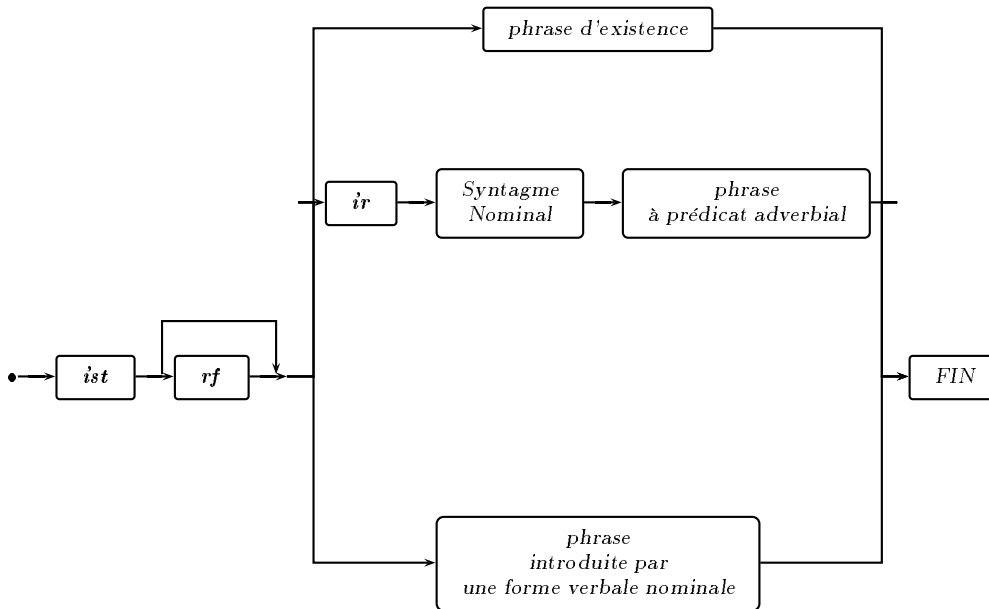 phrase d'existence
ir
Syntagme
Nominal
phrase
à prédicat adverbial
ist
rf
FIN
phrase
introduite par
une forme verbale nominale